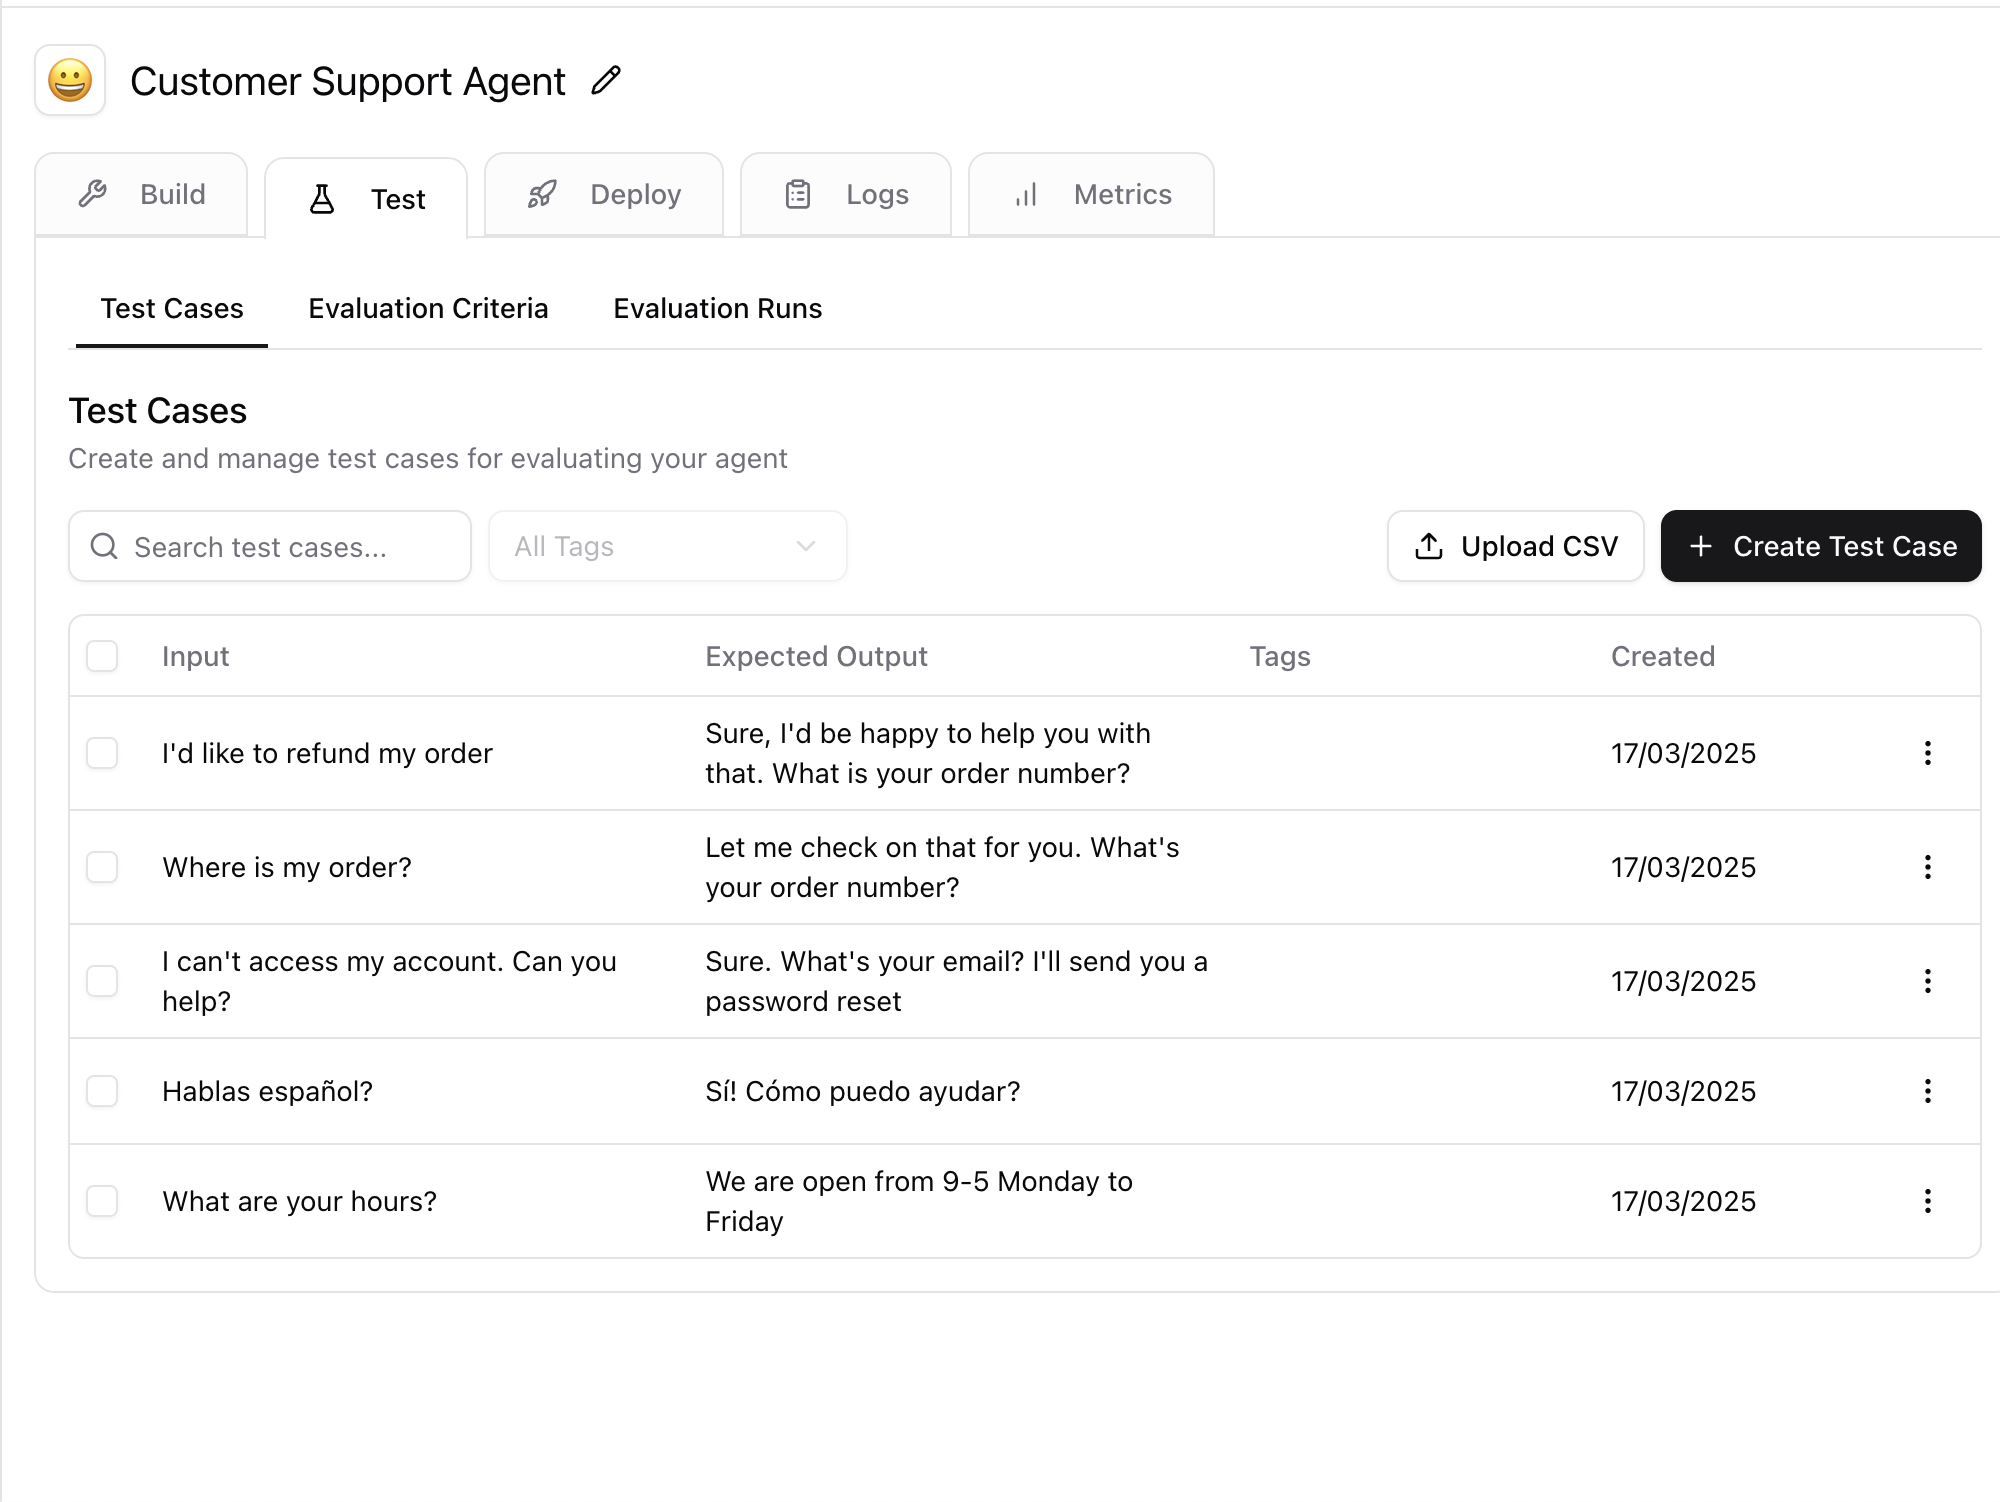 Customer Support Agent
Build
Test
Deploy
Logs
Metrics
Test Cases
Evaluation Criteria
Evaluation Runs
Test Cases
Create and manage test cases for evaluating your agent
Search test cases...
All Tags
Upload CSV
Create Test Case
Input
Expected Output
Tags
Created
I'd like to refund my order
Sure, I'd be happy to help you with
that. What is your order number?
17/03/2025
Where is my order?
Let me check on that for you. What's
your order number?
17/03/2025
I can't access my account. Can you
help?
Sure. What's your email? I'll send you a
password reset
17/03/2025
Hablas español?
Sí! Cómo puedo ayudar?
17/03/2025
What are your hours?
We are open from 9-5 Monday to
Friday
17/03/2025